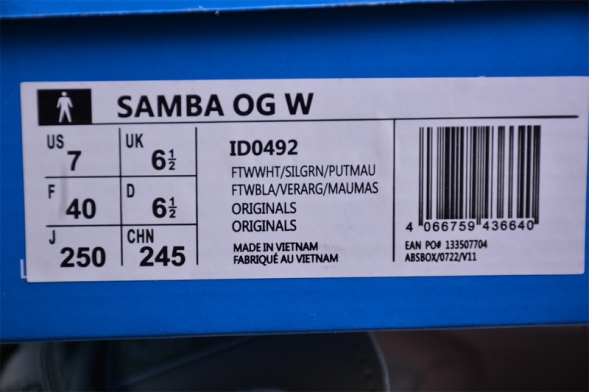 SAMBA OG W
US 7
UK 6½
F 40
D 6½
J 250
CHN 245
ID0492
FTWWHT/SILGRN/PUTMAU
FTWBLA/VERARG/MAUMAS
ORIGINALS
ORIGINALS
MADE IN VIETNAM
FABRIQUÉ AU VIETNAM
4 066759 436640
EAN PO# 133507704
ABSBOX/0722/V11